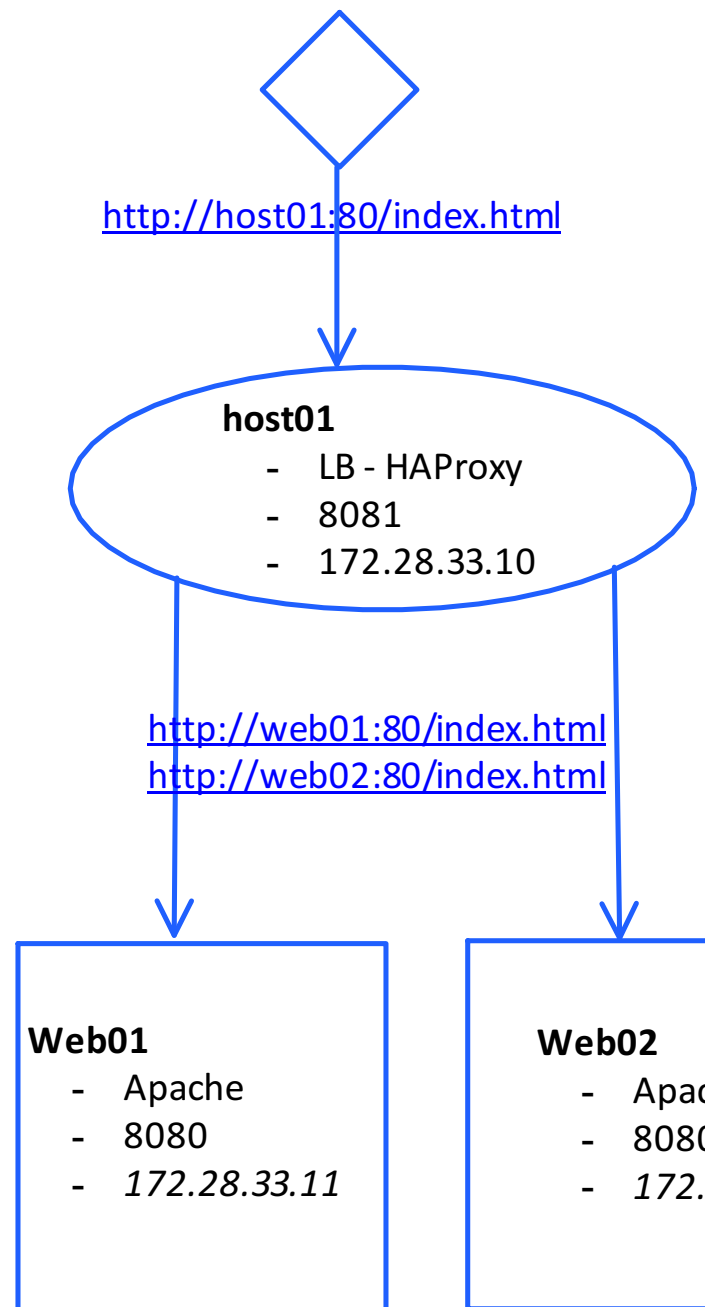 http://host01:80/index.html
host01
- LB - HAProxy
- 8081
- 172.28.33.10
http://web01:80/index.html
http://web02:80/index.html
Web01
- Apache
- 8080
- 172.28.33.11
Web02
-
-
-